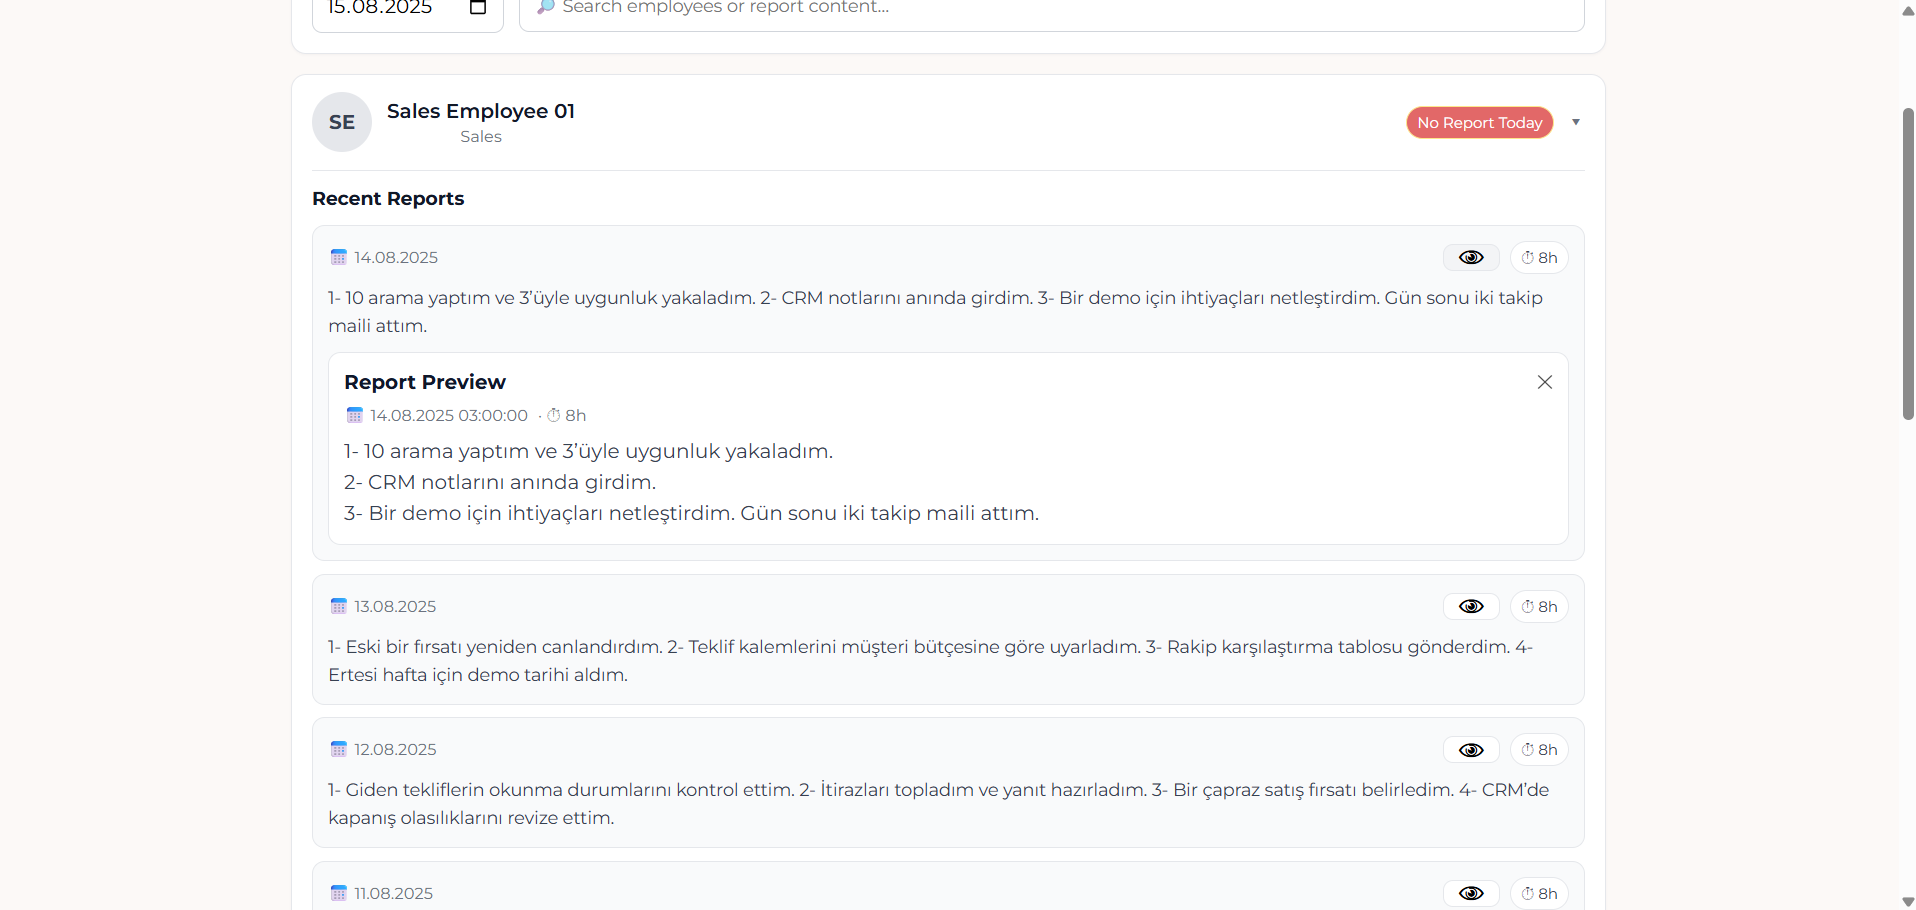 15.08.2025
Search employees or report content...
SE
Sales Employee 01
Sales
No Report Today
Recent Reports
14.08.2025
8h
1- 10 arama yaptım ve 3’üyle uygunluk yakaladım. 2- CRM notlarını anında girdim. 3- Bir demo için ihtiyaçları netleştirdim. Gün sonu iki takip
maili attım.
Report Preview
14.08.2025 03:00:00 · 8h
1- 10 arama yaptım ve 3’üyle uygunluk yakaladım.
2- CRM notlarını anında girdim.
3- Bir demo için ihtiyaçları netleştirdim. Gün sonu iki takip maili attım.
13.08.2025
8h
1- Eski bir fırsatı yeniden canlandırdım. 2- Teklif kalemlerini müşteri bütçesine göre uyarladım. 3- Rakip karşılaştırma tablosu gönderdim. 4-
Ertesi hafta için demo tarihi aldım.
12.08.2025
8h
1- Giden tekliflerin okunma durumlarını kontrol ettim. 2- İtirazları topladım ve yanıt hazırladım. 3- Bir çapraz satış fırsatı belirledim. 4- CRM’de
kapanış olasılıklarını revize ettim.
11.08.2025
8h